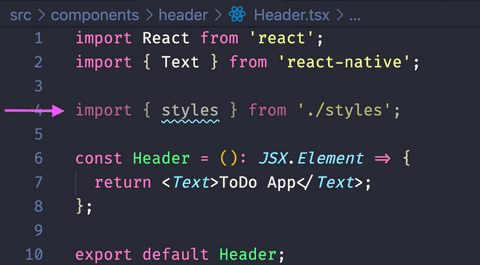 src > components > header > Header.tsx > ...
1 import React from 'react';
2 import { Text } from 'react-native';
3
4 import { styles } from './styles';
5
6 const Header = (): JSX.Element => {
7 return <Text>ToDo App</Text>;
8 };
9
10 export default Header;